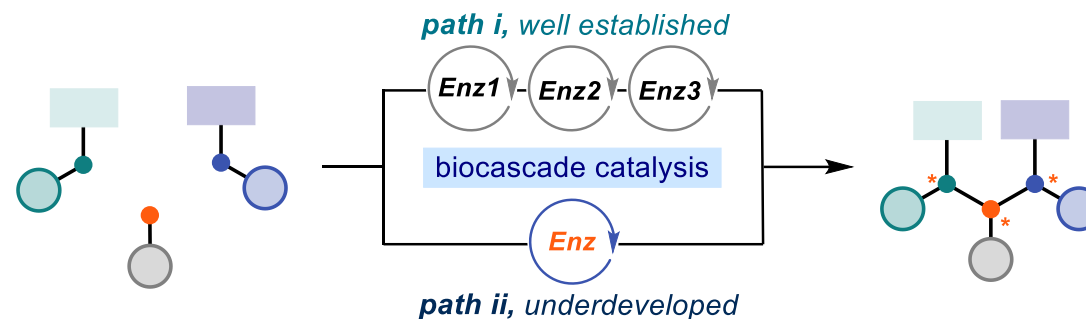 path i, well established
Enz1 Enz2 Enz3
biocascade catalysis
*
*
*
Enz
path ii, underdeveloped